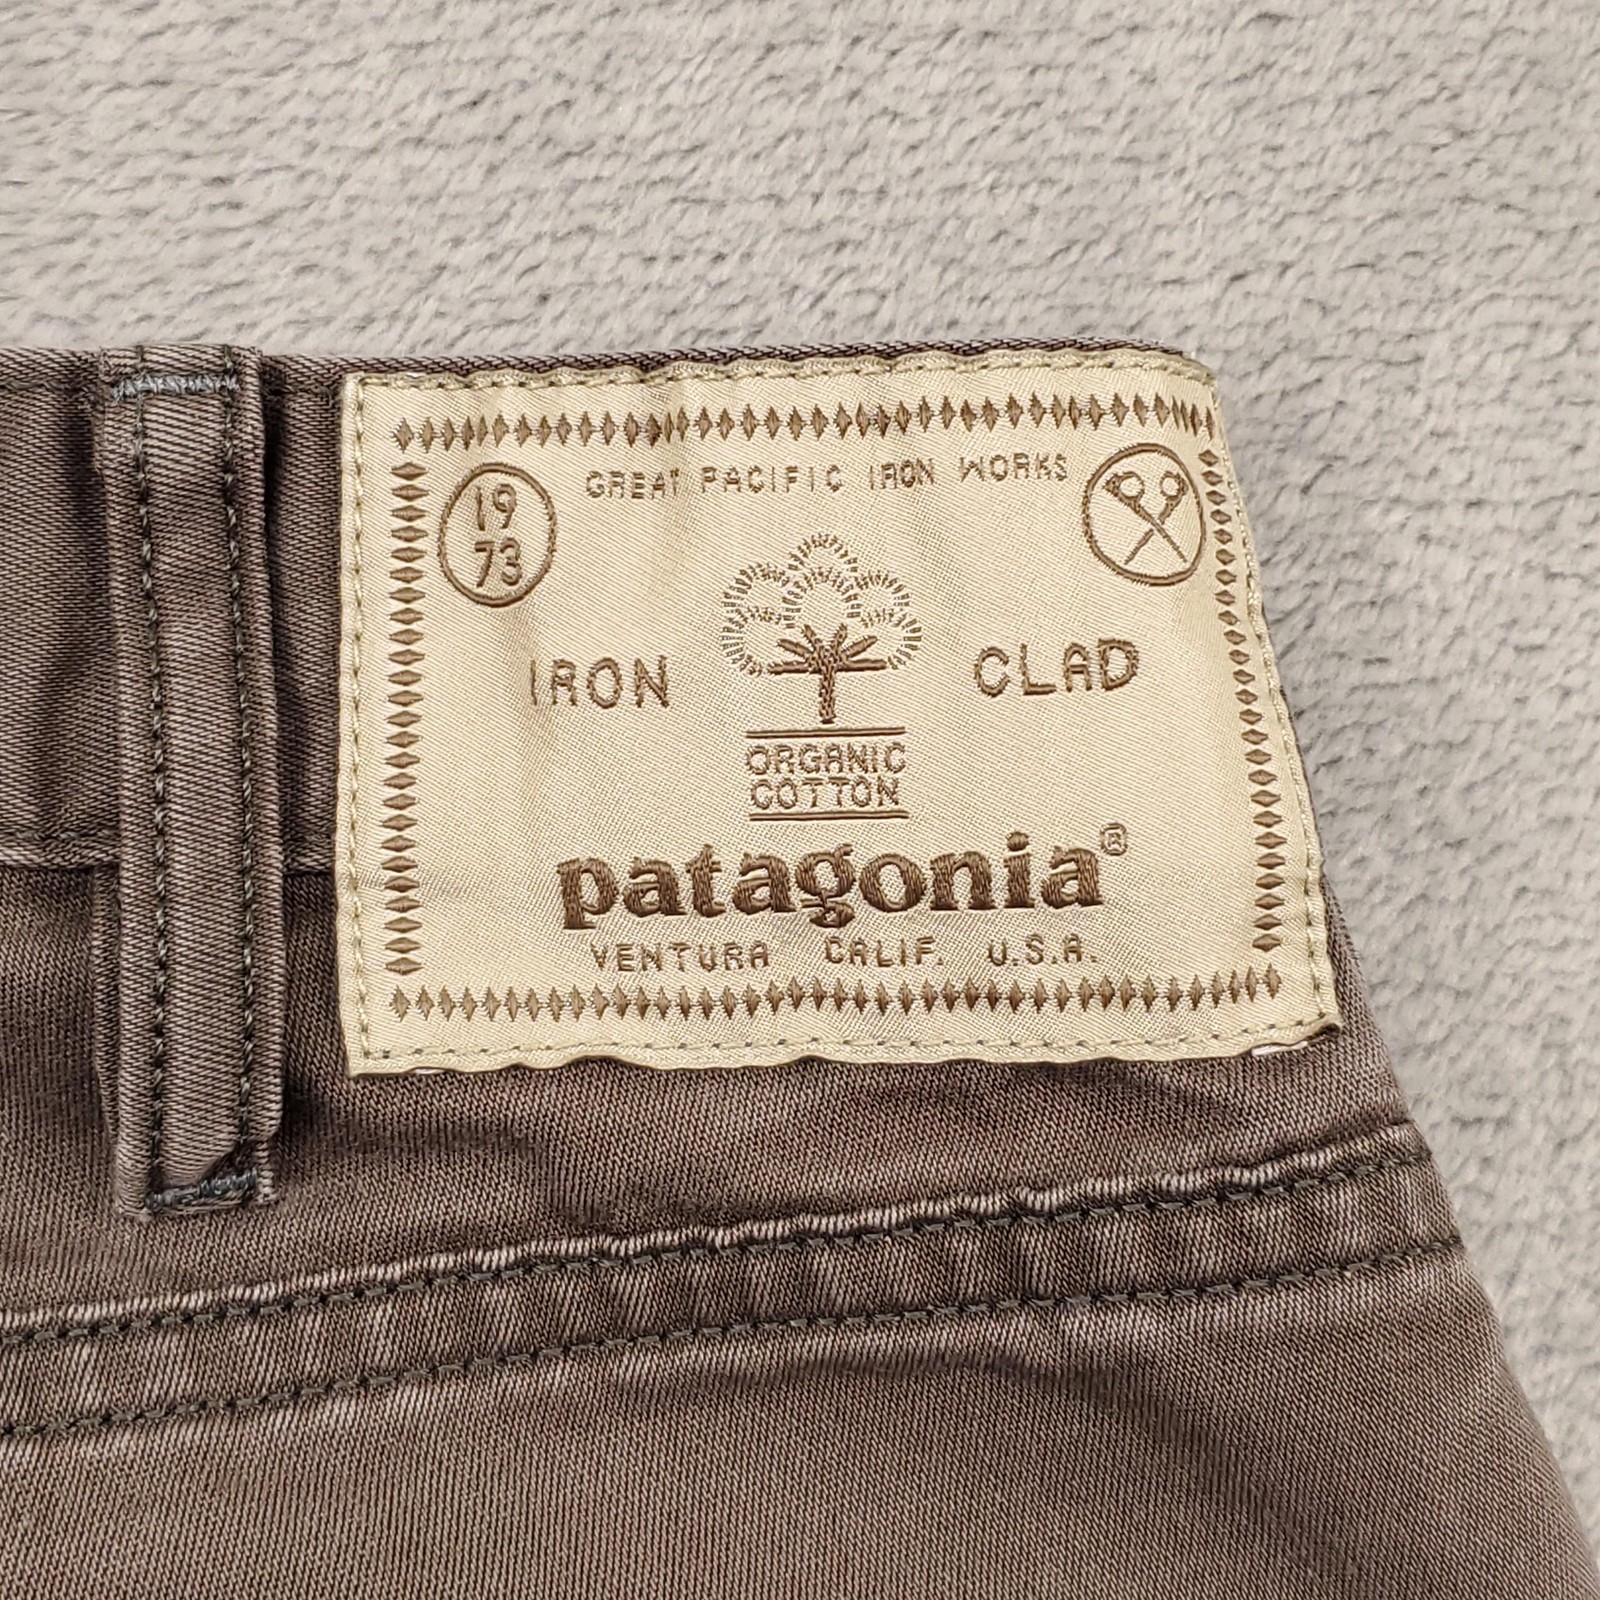 GREAT PACIFIC IRON WORKS
19
73
IRON CLAD
ORGANIC
COTTON
patagonia®
VENTURA CALIF. U.S.A.